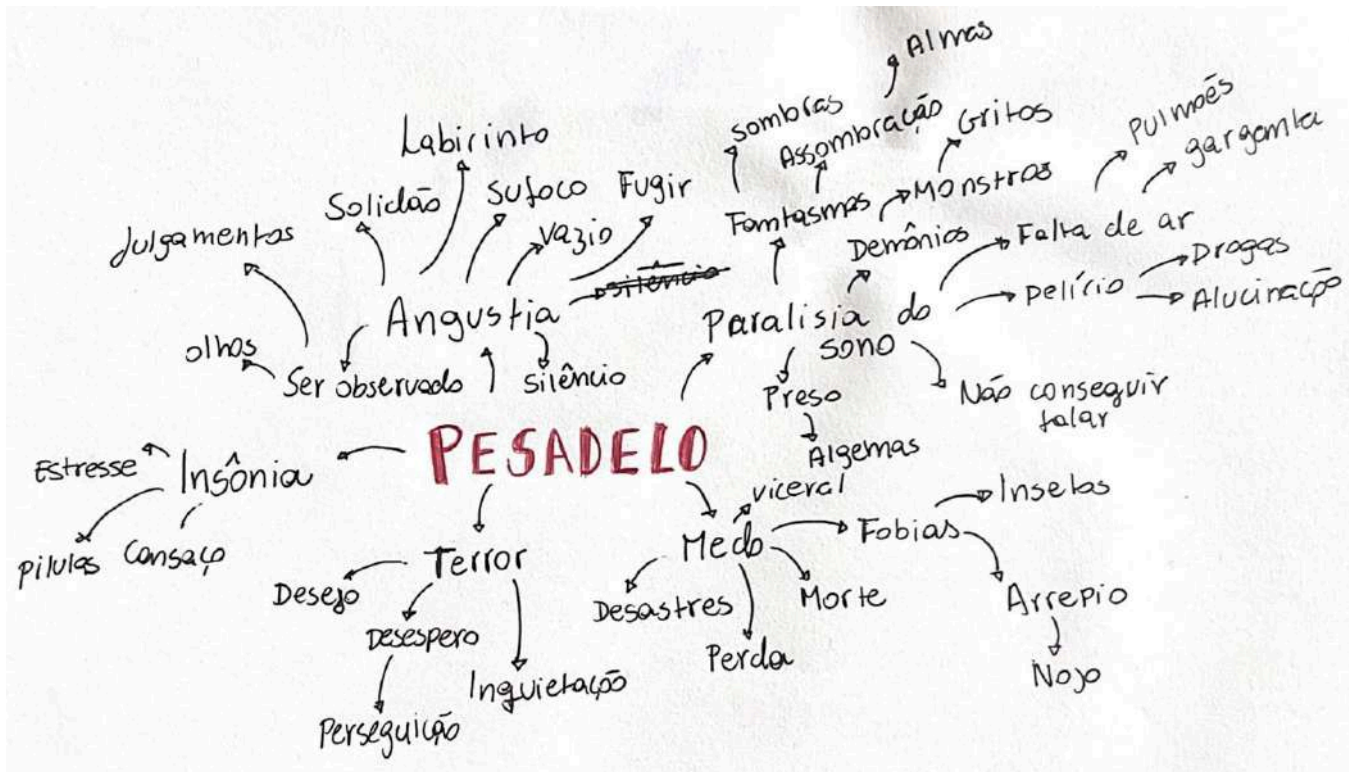 Almas
Pulmões
gargamta
sombras
Assombração
Gritos
Labirinto
Solidão
Sufoco
Fugir
Vazio
Fantasmas
Monstros
Demônios
Falta de ar
Drogas
Delírio
Alucinação
Julgamentos
silêncio
Angustia
Paralisia do
sono
olhos
Ser observado
silêncio
Preso
Não conseguir
falar
Algemas
PESADELO
Estresse
Insônia
viceral
Insetos
pilulas
Cansaço
Terror
Medo
Fobias
Desejo
Desastres
Morte
Arrepio
Desespero
Perda
Nojo
Inquietação
Perseguição